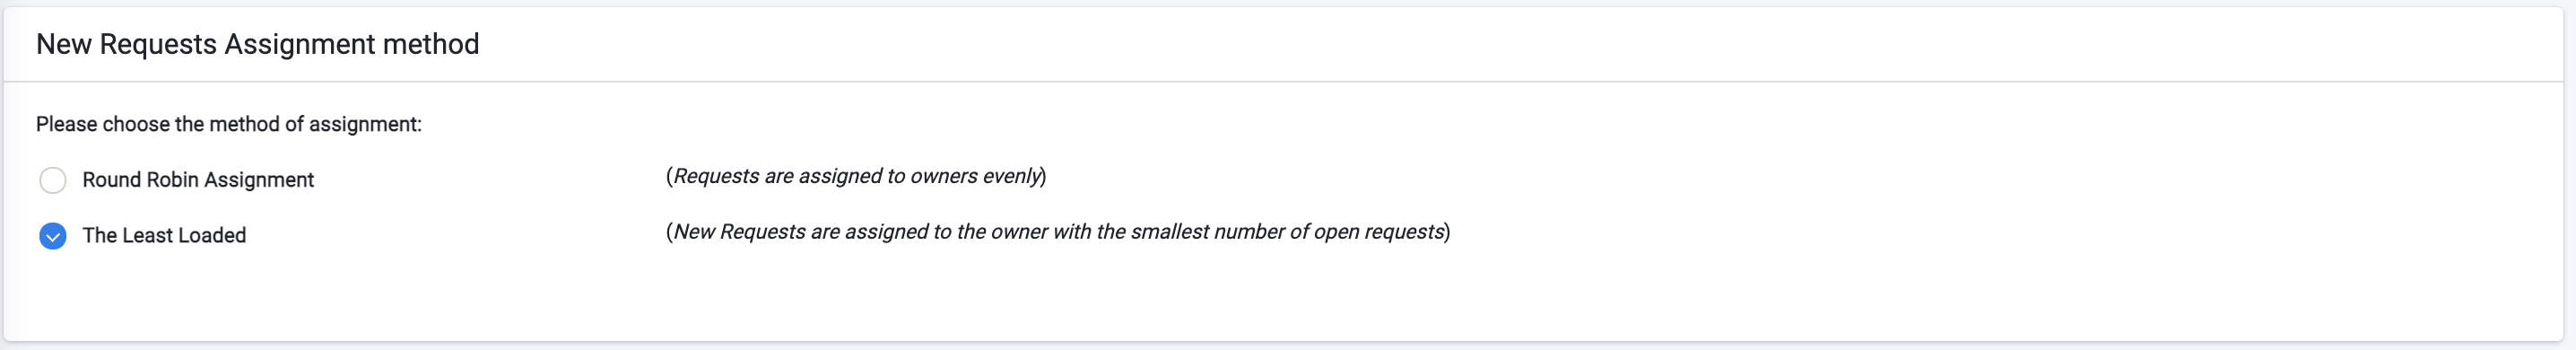 New Requests Assignment method
Please choose the method of assignment:
Round Robin Assignment (Requests are assigned to owners evenly)
The Least Loaded (New Requests are assigned to the owner with the smallest number of open requests)